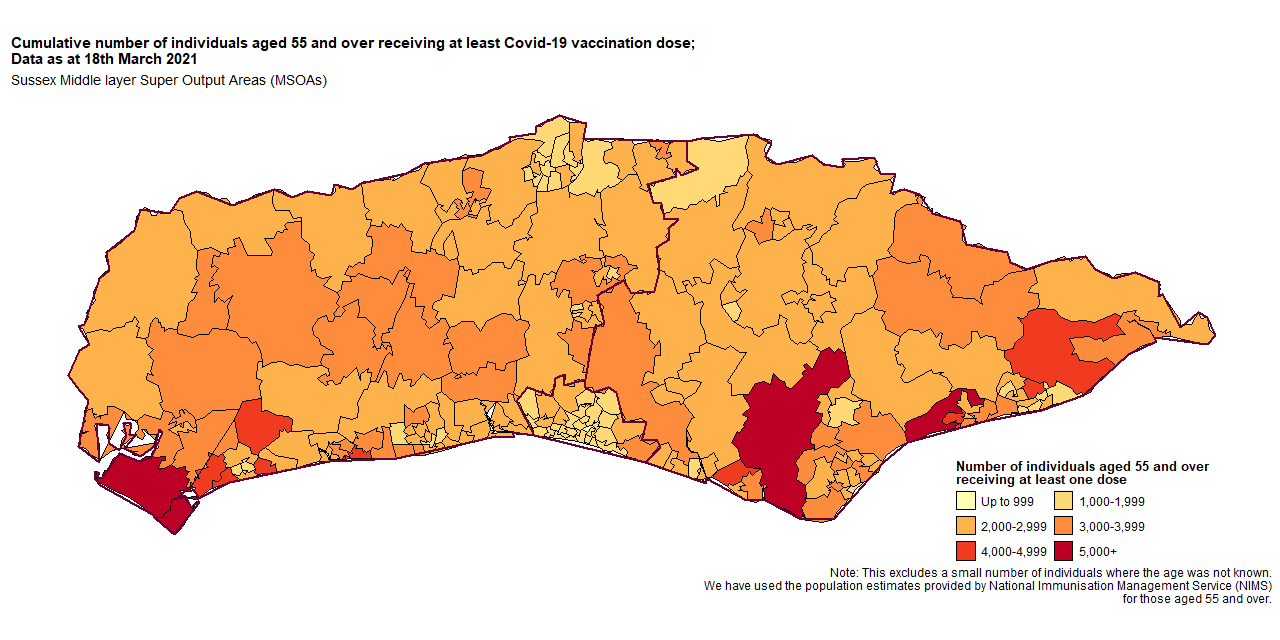 Cumulative number of individuals aged 55 and over receiving at least Covid-19 vaccination dose;
Data as at 18th March 2021
Sussex Middle layer Super Output Areas (MSOAs)
Number of individuals aged 55 and over
receiving at least one dose
Up to 999
1,000-1,999
2,000-2,999
3,000-3,999
4,000-4,999
5,000+
Note: This excludes a small number of individuals where the age was not known.
We have used the population estimates provided by National Immunisation Management Service (NIMS)
for those aged 55 and over.